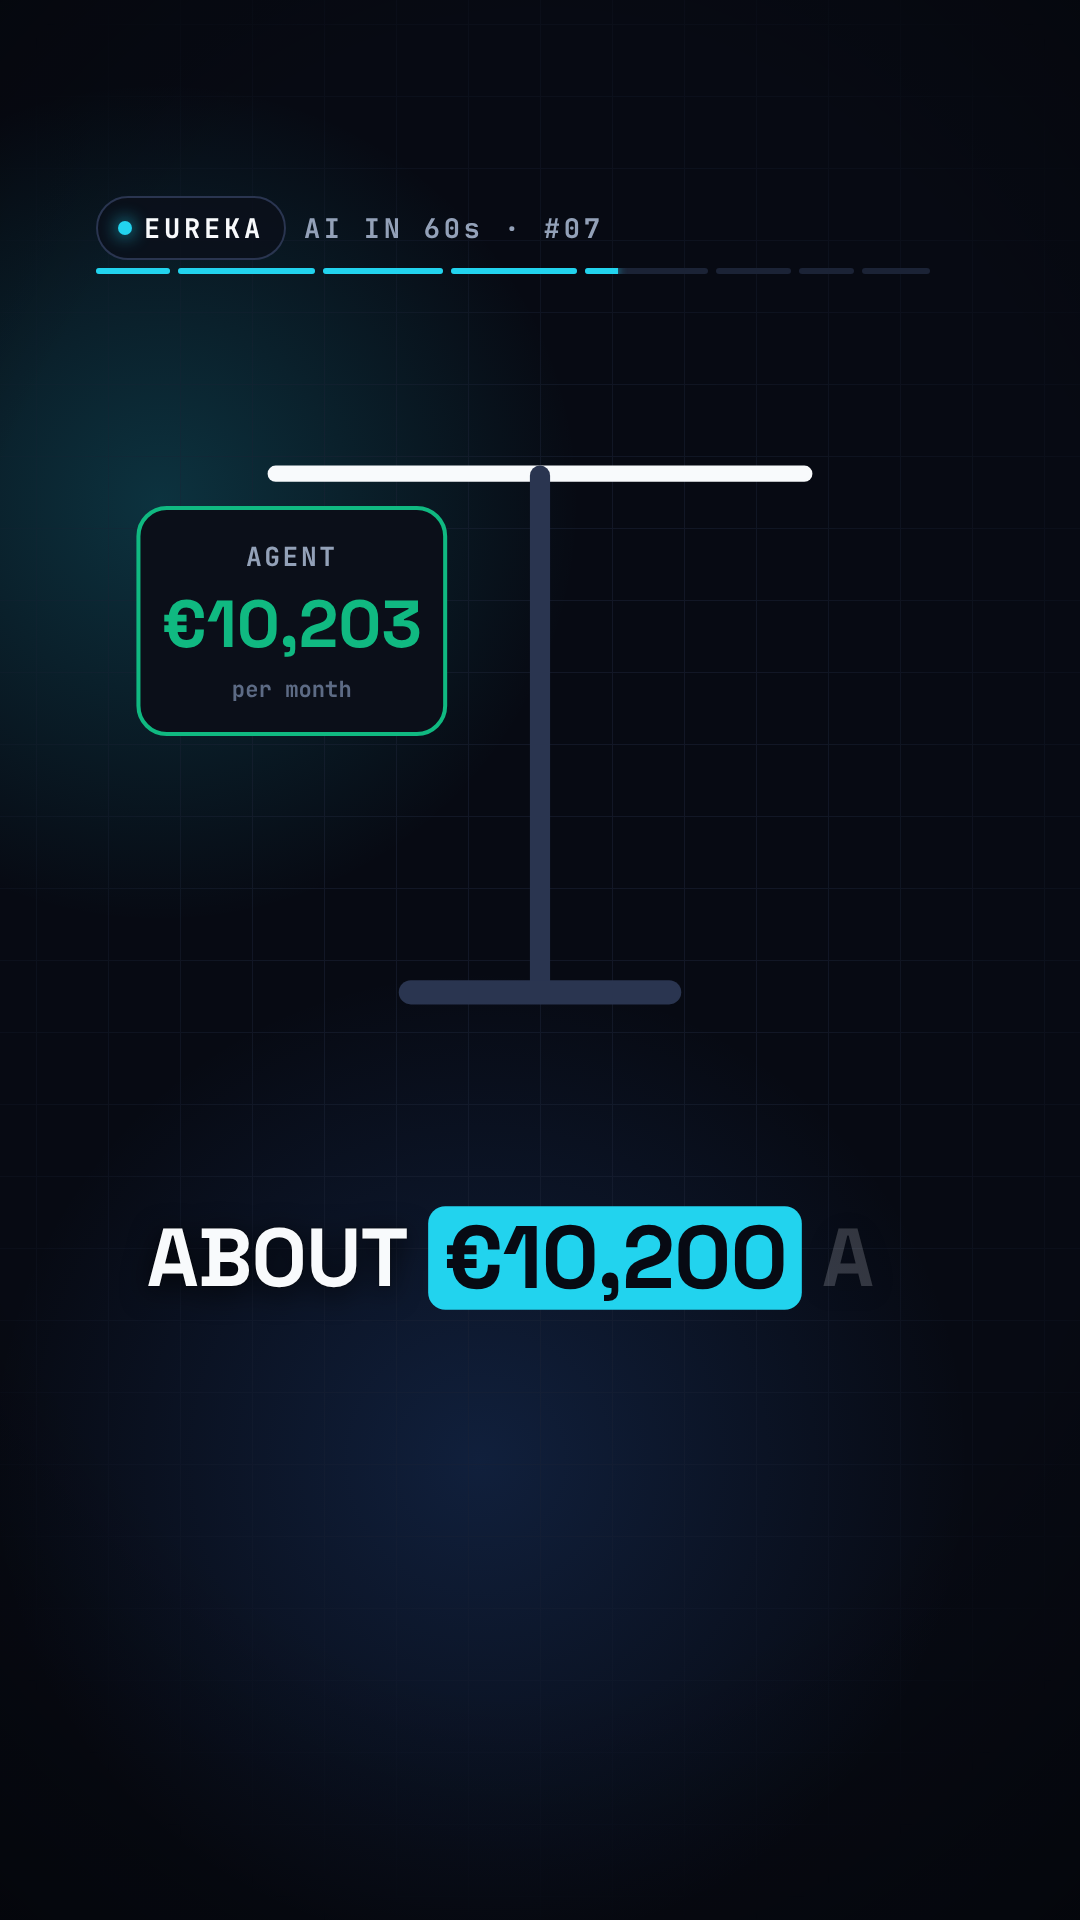 EUREKA AI IN 60s · #07
AGENT
€10,203
per month
ABOUT €10,200 A